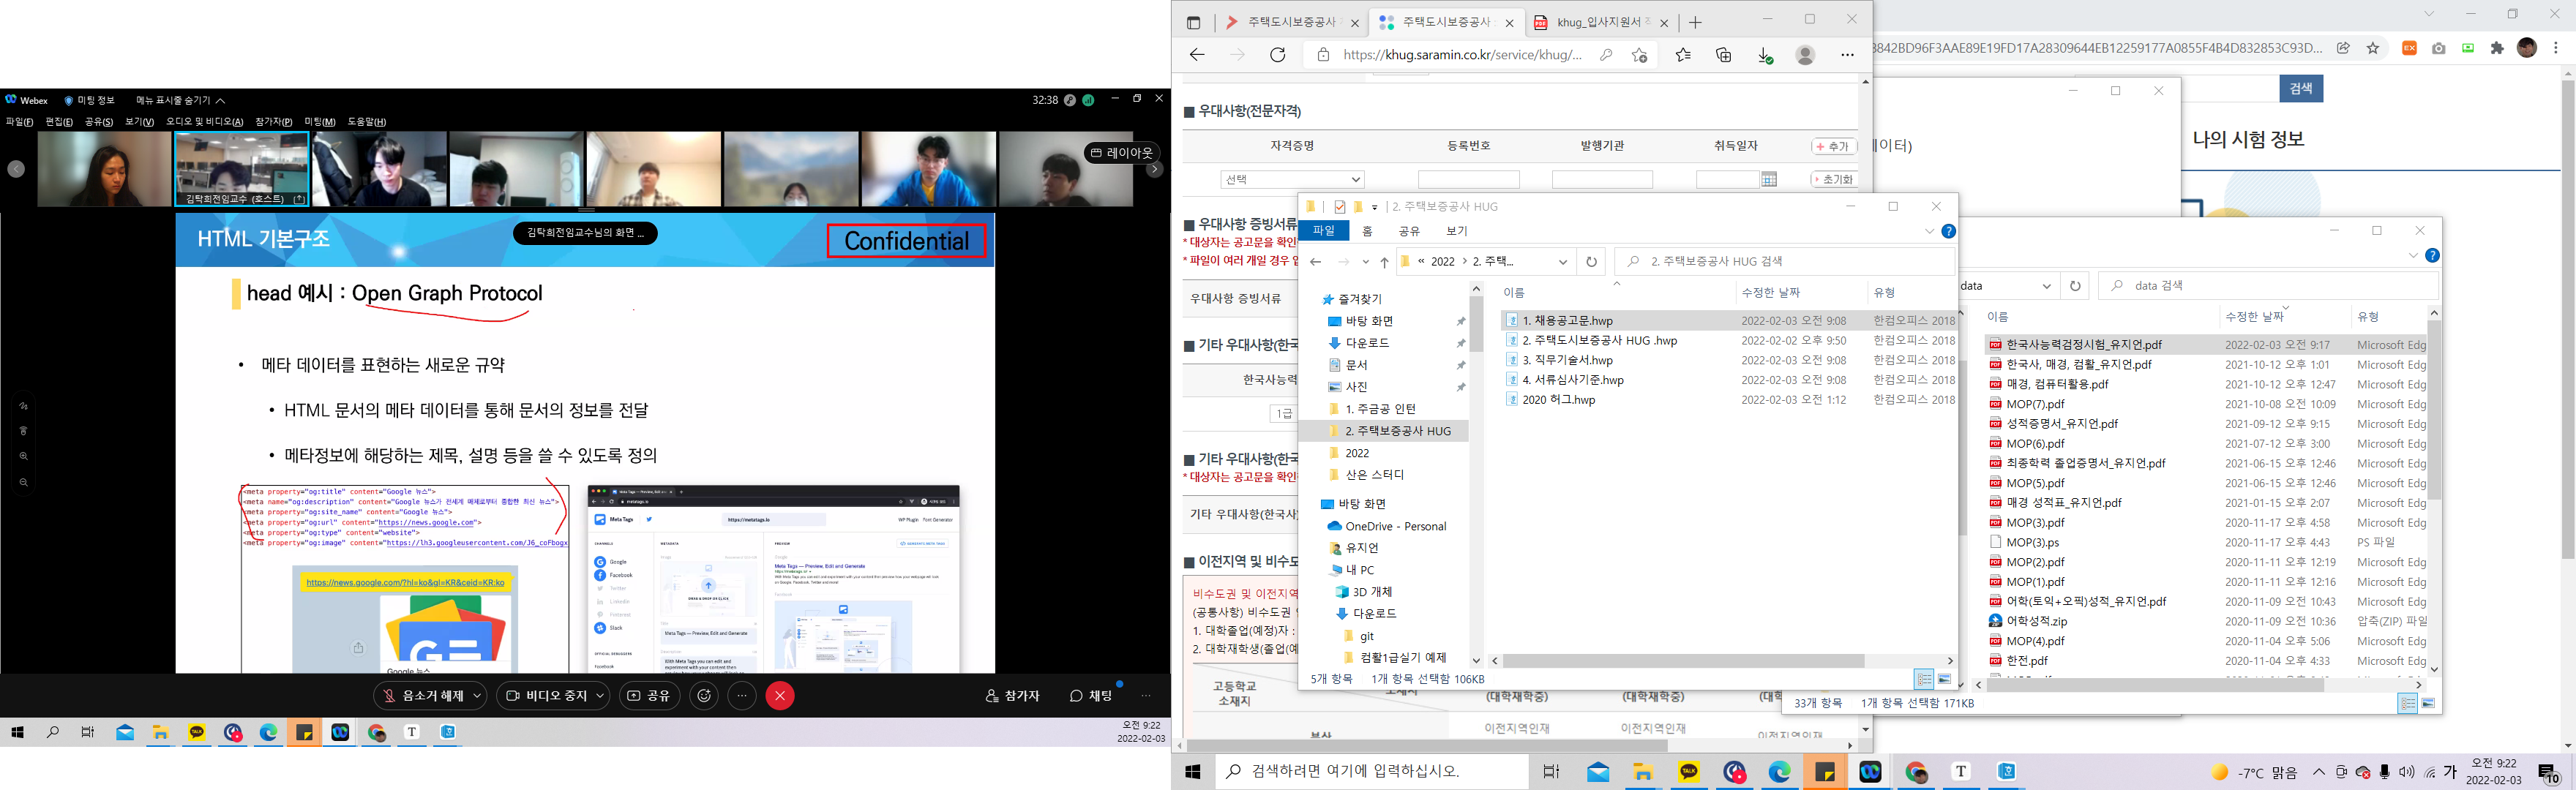 Webex 미팅 정보 메뉴 표시줄 숨기기 32:38
파일(F) 편집(E) 공유(S) 보기(V) 오디오 및 비디오(A) 참가자(P) 미팅(M) 도움말(H)
레이아웃
김탁희전임교수 (호스트)
HTML 기본구조
김탁희전임교수님의 화면 ...
Confidential
head 예시 : Open Graph Protocol
• 메타 데이터를 표현하는 새로운 규약
• HTML 문서의 메타 데이터를 통해 문서의 정보를 전달
• 메타정보에 해당하는 제목, 설명 등을 쓸 수 있도록 정의
<meta property="og:title" content="Google 뉴스">
<meta name="og:description" content="Google 뉴스가 전세계 매체로부터 종합한 최신 뉴스">
<meta property="og:site_name" content="Google 뉴스">
<meta property="og:url" content="https://news.google.com">
<meta property="og:type" content="website">
<meta property="og:image" content="https://lh3.googleusercontent.com/J6_coFbogx
https://news.google.com/?hl=ko&gl=KR&ceid=KR:ko
Google 뉴스
Meta Tags
https://metatags.io
WP Plugin Font Generator
CHANNELS METADATA PREVIEW
Google
Facebook
Twitter
LinkedIn
Pinterest
Slack
OFFICIAL DEBUGGERS
Facebook
Meta Tags — Preview, Edit and Generate
음소거 해제 비디오 중지 공유 참가자 채팅
오전 9:22
2022-02-03
주택도시보증공사 주택도시보증공사 khug_입사지원서
https://khug.saramin.co.kr/service/khug/...
■ 우대사항(전문자격)
자격증명 등록번호 발행기관 취득일자 추가
선택 초기화
■ 우대사항 증빙서류
* 대상자는 공고문을 확인
* 파일이 여러 개일 경우
우대사항 증빙서류
■ 기타 우대사항(한국
한국사능력
1급
■ 기타 우대사항(한국
* 대상자는 공고문을 확인
기타 우대사항(한국사
■ 이전지역 및 비수도
비수도권 및 이전지역
(공통사항) 비수도권
1. 대학졸업(예정)자 :
2. 대학재학생(졸업(예
고등학교
소재지
(대학재학중) (대학재학중)
이전지역인재 이전지역인재 이전지역인재
부산
2. 주택보증공사 HUG
파일 홈 공유 보기
« 2022 > 2. 주택...
2. 주택보증공사 HUG 검색
즐겨찾기
바탕 화면
다운로드
문서
사진
1. 주금공 인턴
2. 주택보증공사 HUG
2022
산은 스터디
바탕 화면
OneDrive - Personal
유지언
내 PC
3D 개체
다운로드
git
컴활1급실기 예제
이름 수정한 날짜 유형
1. 채용공고문.hwp 2022-02-03 오전 9:08 한컴오피스 2018
2. 주택도시보증공사 HUG .hwp 2022-02-02 오후 9:50 한컴오피스 2018
3. 직무기술서.hwp 2022-02-03 오전 9:08 한컴오피스 2018
4. 서류심사기준.hwp 2022-02-03 오전 9:08 한컴오피스 2018
2020 허그.hwp 2022-02-03 오전 1:12 한컴오피스 2018
5개 항목 1개 항목 선택함 106KB
검색
나의 시험 정보
이터)
data
data 검색
이름 수정한 날짜 유형
한국사능력검정시험_유지언.pdf 2022-02-03 오전 9:17 Microsoft Edg
한국사, 매경, 컴활_유지언.pdf 2021-10-12 오후 1:01 Microsoft Edg
매경, 컴퓨터활용.pdf 2021-10-12 오후 12:47 Microsoft Edg
MOP(7).pdf 2021-10-08 오전 10:09 Microsoft Edg
성적증명서_유지언.pdf 2021-09-12 오후 9:15 Microsoft Edg
MOP(6).pdf 2021-07-12 오후 3:00 Microsoft Edg
최종학력 졸업증명서_유지언.pdf 2021-06-15 오전 12:46 Microsoft Edg
MOP(5).pdf 2021-06-15 오전 12:46 Microsoft Edg
매경 성적표_유지언.pdf 2021-01-15 오후 2:07 Microsoft Edg
MOP(3).pdf 2020-11-17 오후 4:58 Microsoft Edg
MOP(3).ps 2020-11-17 오후 4:43 PS 파일
MOP(2).pdf 2020-11-11 오후 12:19 Microsoft Edg
MOP(1).pdf 2020-11-11 오후 12:16 Microsoft Edg
어학(토익+오픽)성적_유지언.pdf 2020-11-09 오전 10:43 Microsoft Edg
어학성적.zip 2020-11-09 오전 10:36 압축(ZIP) 파일
MOP(4).pdf 2020-11-04 오후 5:06 Microsoft Edg
한전.pdf 2020-11-04 오후 4:33 Microsoft Edg
33개 항목 1개 항목 선택함 171KB
검색하려면 여기에 입력하십시오.
-7°C 맑음
가
오전 9:22
2022-02-03
10